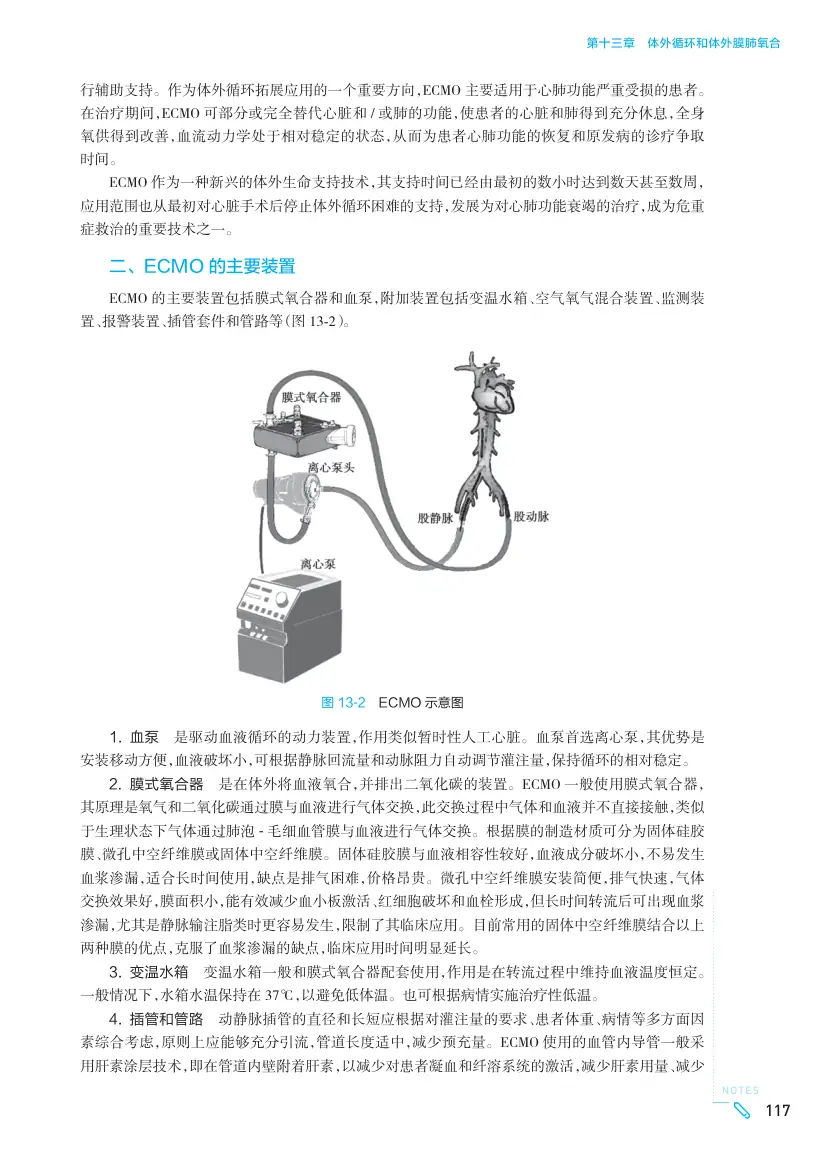 第十三章　体外循环和体外膜肺氧合
行辅助支持。作为体外循环拓展应用的一个重要方向，ECMO 主要适用于心肺功能严重受损的患者。
在治疗期间，ECMO 可部分或完全替代心脏和 / 或肺的功能，使患者的心脏和肺得到充分休息，全身
氧供得到改善，血流动力学处于相对稳定的状态，从而为患者心肺功能的恢复和原发病的诊疗争取
时间。
ECMO 作为一种新兴的体外生命支持技术，其支持时间已经由最初的数小时达到数天甚至数周，
应用范围也从最初对心脏手术后停止体外循环困难的支持，发展为对心肺功能衰竭的治疗，成为危重
症救治的重要技术之一。
二、ECMO 的主要装置
ECMO 的主要装置包括膜式氧合器和血泵，附加装置包括变温水箱、空气氧气混合装置、监测装
置、报警装置、插管套件和管路等（图 13-2）。
膜式氧合器
离心泵头
股静脉
股动脉
离心泵
图 13-2　ECMO 示意图
1. 血泵　是驱动血液循环的动力装置，作用类似暂时性人工心脏。血泵首选离心泵，其优势是
安装移动方便，血液破坏小，可根据静脉回流量和动脉阻力自动调节灌注量，保持循环的相对稳定。
2. 膜式氧合器　是在体外将血液氧合，并排出二氧化碳的装置。ECMO 一般使用膜式氧合器，
其原理是氧气和二氧化碳通过膜与血液进行气体交换，此交换过程中气体和血液并不直接接触，类似
于生理状态下气体通过肺泡 - 毛细血管膜与血液进行气体交换。根据膜的制造材质可分为固体硅胶
膜、微孔中空纤维膜或固体中空纤维膜。固体硅胶膜与血液相容性较好，血液成分破坏小，不易发生
血浆渗漏，适合长时间使用，缺点是排气困难，价格昂贵。微孔中空纤维膜安装简便，排气快速，气体
交换效果好，膜面积小，能有效减少血小板激活、红细胞破坏和血栓形成，但长时间转流后可出现血浆
渗漏，尤其是静脉输注脂类时更容易发生，限制了其临床应用。目前常用的固体中空纤维膜结合以上
两种膜的优点，克服了血浆渗漏的缺点，临床应用时间明显延长。
3. 变温水箱　变温水箱一般和膜式氧合器配套使用，作用是在转流过程中维持血液温度恒定。
一般情况下，水箱水温保持在 37℃，以避免低体温。也可根据病情实施治疗性低温。
4. 插管和管路　动静脉插管的直径和长短应根据对灌注量的要求、患者体重、病情等多方面因
素综合考虑，原则上应能够充分引流，管道长度适中，减少预充量。ECMO 使用的血管内导管一般采
用肝素涂层技术，即在管道内壁附着肝素，以减少对患者凝血和纤溶系统的激活，减少肝素用量、减少
NOTES
117